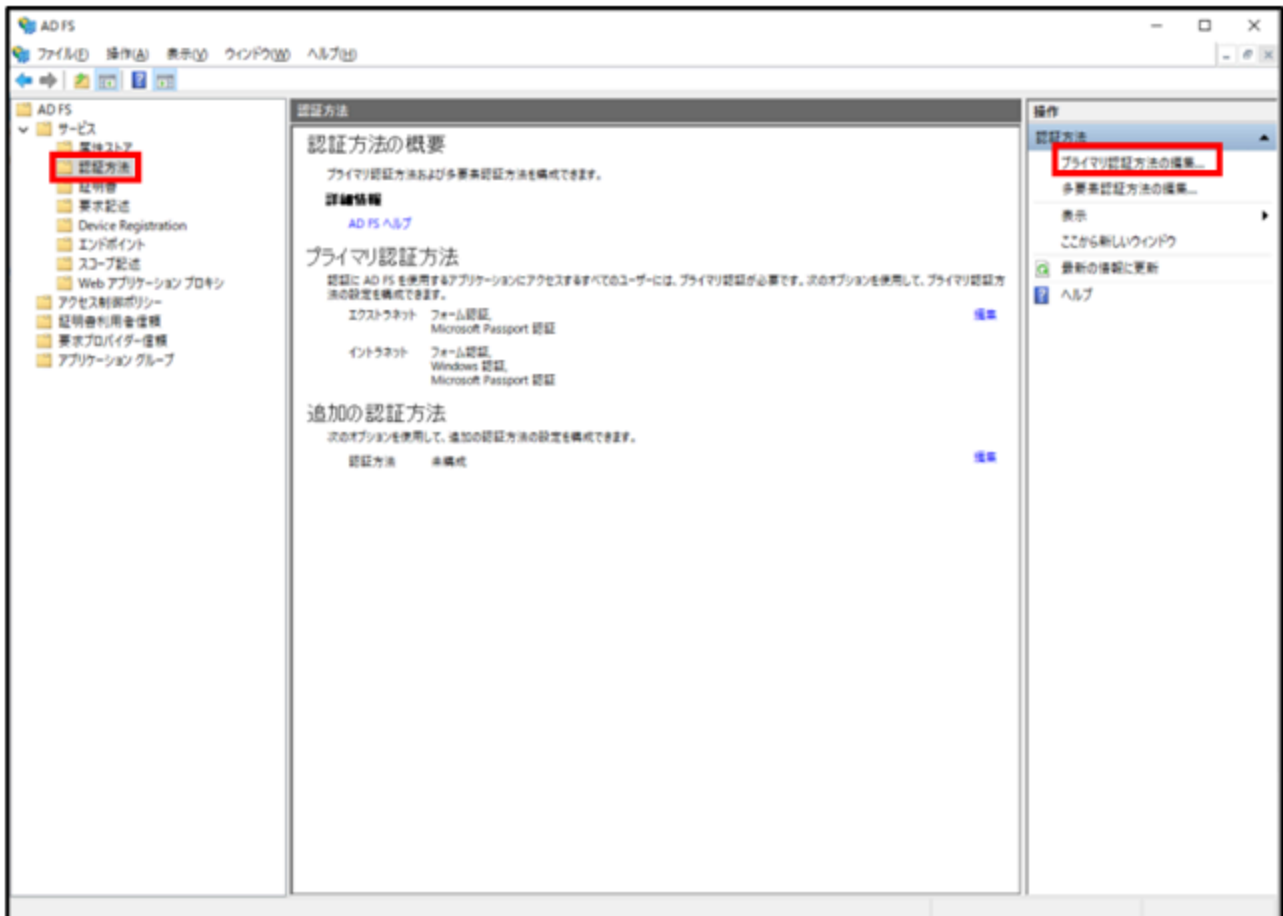 AD FS
ファイル(F) 操作(A) 表示(V) ウィンドウ(W) ヘルプ(H)
AD FS
サービス
属性ストア
認証方法
証明書
要求記述
Device Registration
エンドポイント
スコープ記述
Web アプリケーション プロキシ
アクセス制御ポリシー
証明書利用者信頼
要求プロバイダー信頼
アプリケーション グループ
認証方法
認証方法の概要
プライマリ認証方法および多要素認証方法を構成できます。
詳細情報
AD FS ヘルプ
プライマリ認証方法
認証に AD FS を使用するアプリケーションにアクセスするすべてのユーザーには、プライマリ認証が必要です。次のオプションを使用して、プライマリ認証方
法の設定を構成できます。
エクストラネット フォーム認証, 編集
Microsoft Passport 認証
イントラネット フォーム認証,
Windows 認証,
Microsoft Passport 認証
追加の認証方法
次のオプションを使用して、追加の認証方法の設定を構成できます。
認証方法 未構成 編集
操作
認証方法
プライマリ認証方法の編集...
多要素認証方法の編集...
表示
ここから新しいウィンドウ
最新の情報に更新
ヘルプ